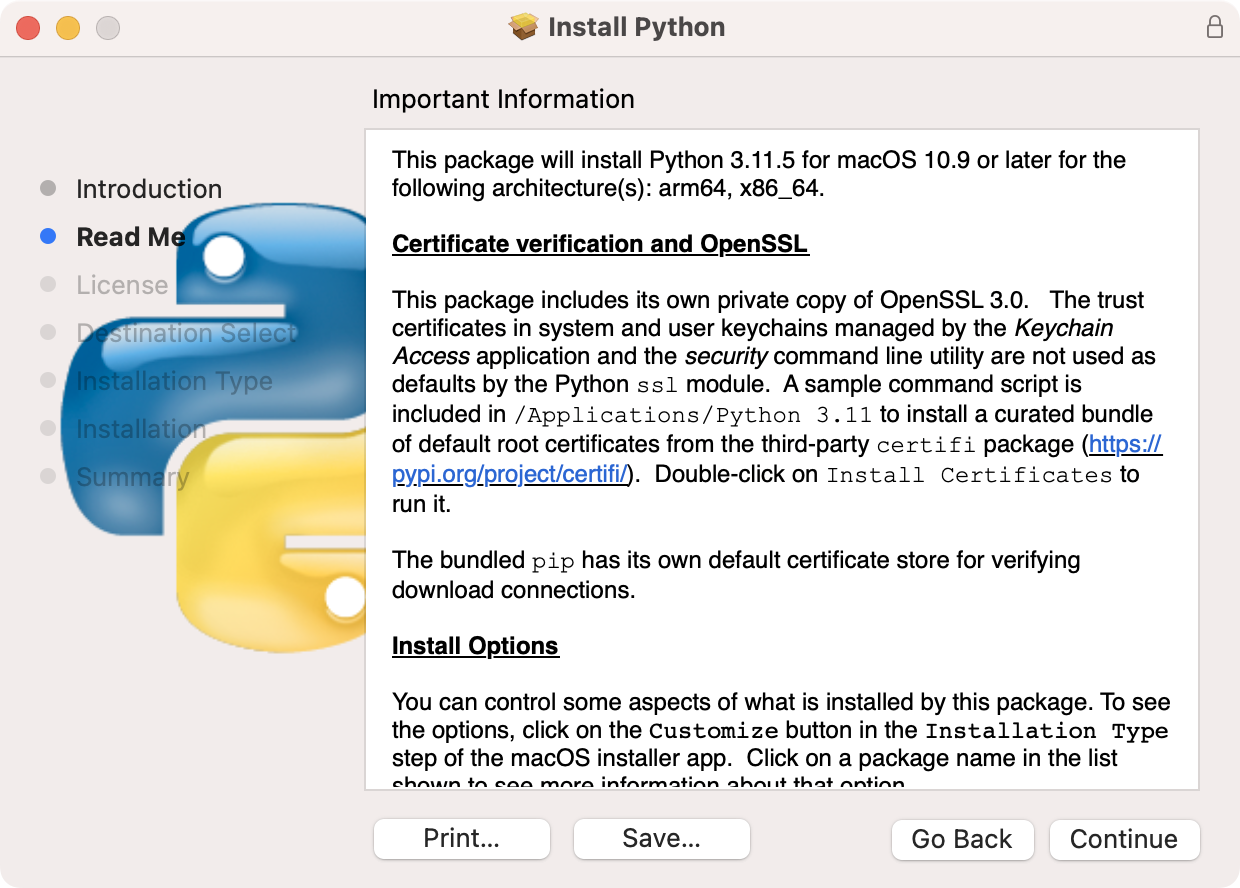 Install Python
Important Information
Introduction
Read Me
License
Destination Select
Installation Type
Installation
Summary
This package will install Python 3.11.5 for macOS 10.9 or later for the
following architecture(s): arm64, x86_64.
Certificate verification and OpenSSL
This package includes its own private copy of OpenSSL 3.0.   The trust
certificates in system and user keychains managed by the Keychain
Access application and the security command line utility are not used as
defaults by the Python ssl module.  A sample command script is
included in /Applications/Python 3.11 to install a curated bundle
of default root certificates from the third-party certifi package (https://
pypi.org/project/certifi/).  Double-click on Install Certificates to
run it.
The bundled pip has its own default certificate store for verifying
download connections.
Install Options
You can control some aspects of what is installed by this package. To see
the options, click on the Customize button in the Installation Type
step of the macOS installer app.  Click on a package name in the list
shown to see more information about that option.
Print...
Save...
Go Back
Continue